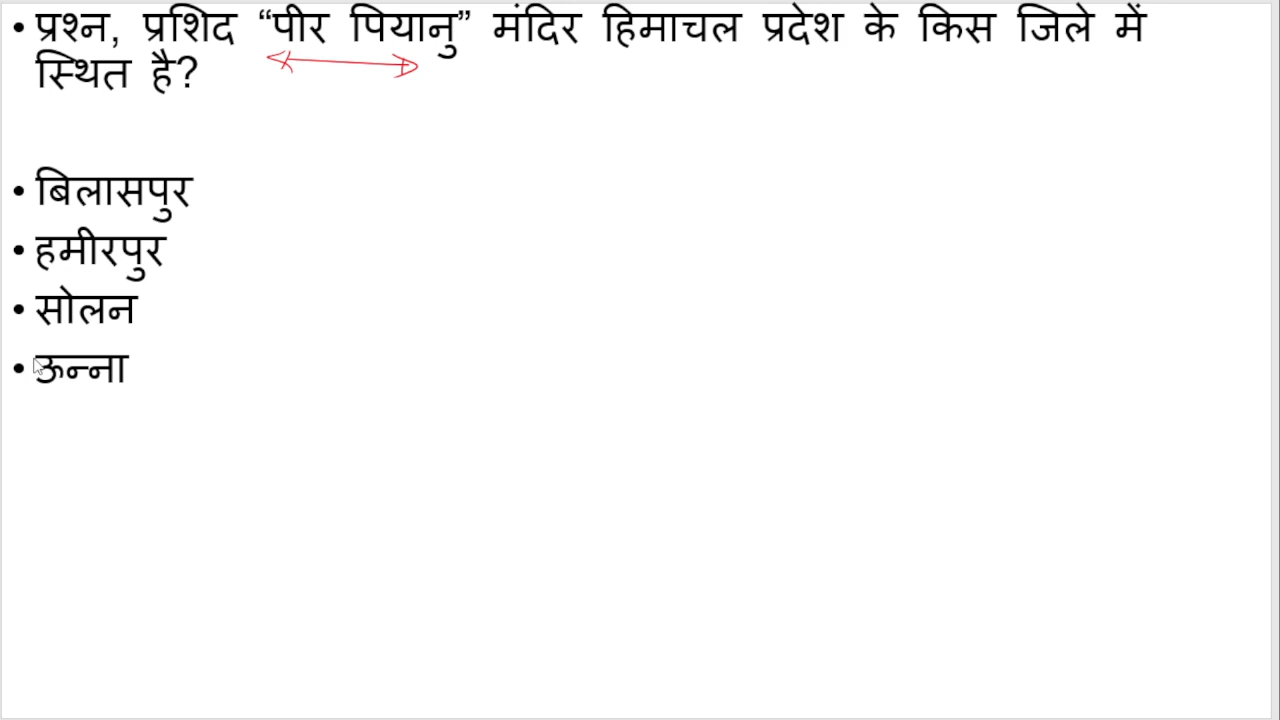 • प्रश्न, प्रशिद “पीर पियानु” मंदिर हिमाचल प्रदेश के किस जिले में
स्थित है?
• बिलासपुर
• हमीरपुर
• सोलन
• ऊन्ना